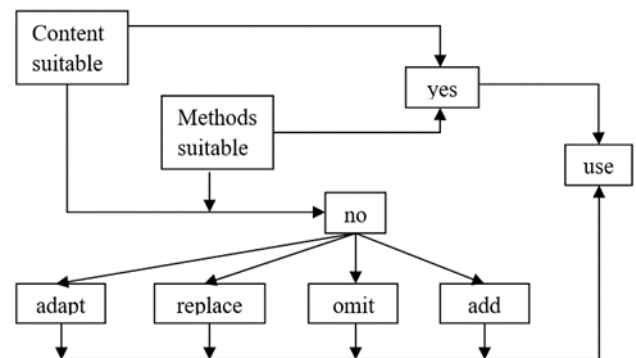 Content
suitable
yes
Methods
suitable
use
no
adapt
replace
omit
add